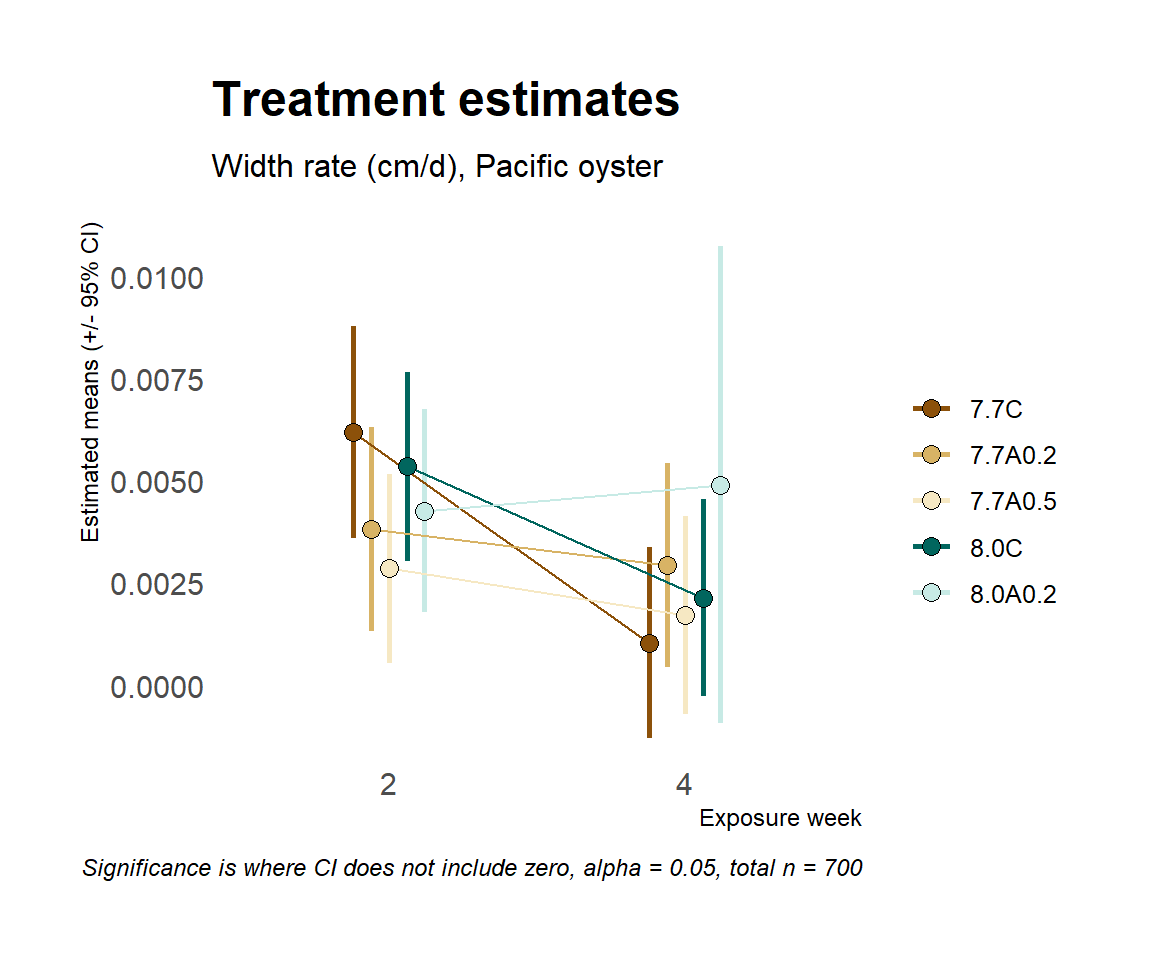 Treatment estimates
Width rate (cm/d), Pacific oyster
Estimated means (+/- 95% CI)
0.0100
0.0075
0.0050
0.0025
0.0000
2
4
Exposure week
7.7C
7.7A0.2
7.7A0.5
8.0C
8.0A0.2
Significance is where CI does not include zero, alpha = 0.05, total n = 700